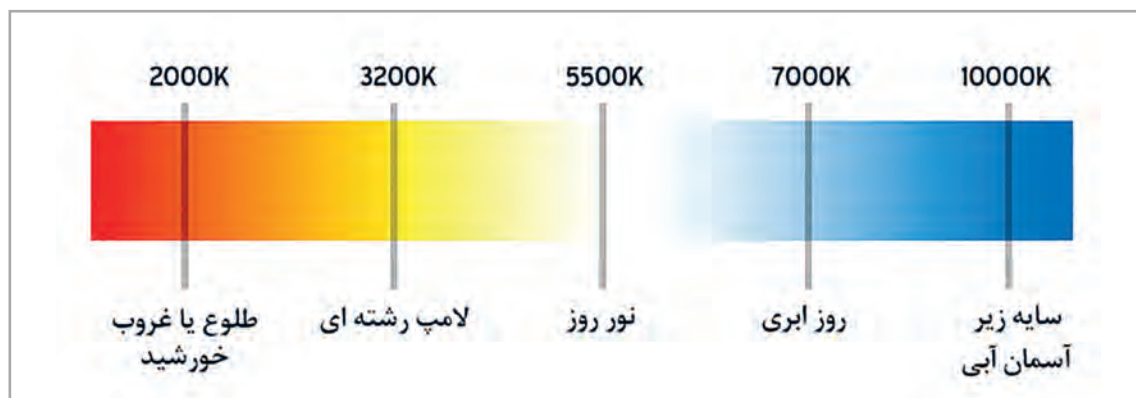 2000K
3200K
5500K
7000K
10000K
طلوع یا غروب
خورشید
لامپ رشته ای
نور روز
روز ابری
سایه زیر
آسمان آبی